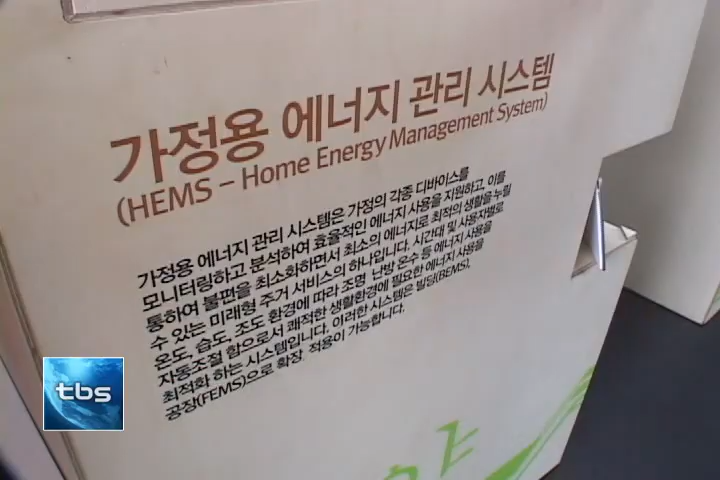 가정용 에너지 관리 시스템
(HEMS – Home Energy Management System)
가정용 에너지 관리 시스템은 가정의 각종 디바이스를
모니터링하고 분석하여 효율적인 에너지 사용을 지원하고, 이를
통하여 불편을 최소화하면서 최소의 에너지로 최적의 생활을 누릴
수 있는 미래형 주거 서비스의 하나입니다. 시간대 및 사용자별로
온도, 습도, 조도 환경에 따라 조명 난방 온수 등 에너지 사용을
자동조절 함으로서 쾌적한 생활환경에 필요한 에너지 사용을
최적화 하는 시스템입니다. 이러한 시스템은 빌딩(BEMS),
공장(FEMS)으로 확장 적용이 가능합니다.
tbs